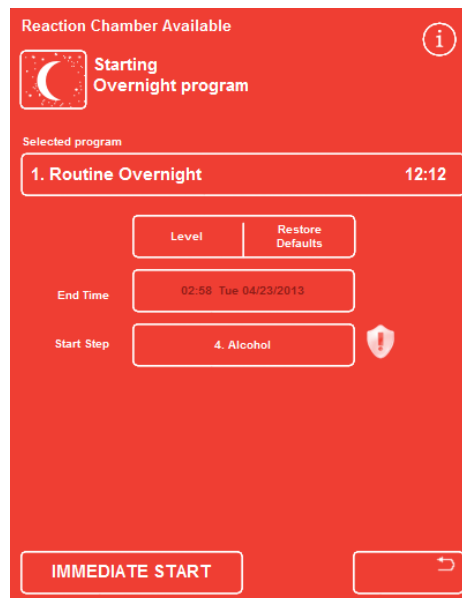 Reaction Chamber Available
i
Starting
Overnight program
Selected program
1. Routine Overnight 12:12
Level
Restore
Defaults
End Time 02:58 Tue 04/23/2013
Start Step 4. Alcohol !
IMMEDIATE START